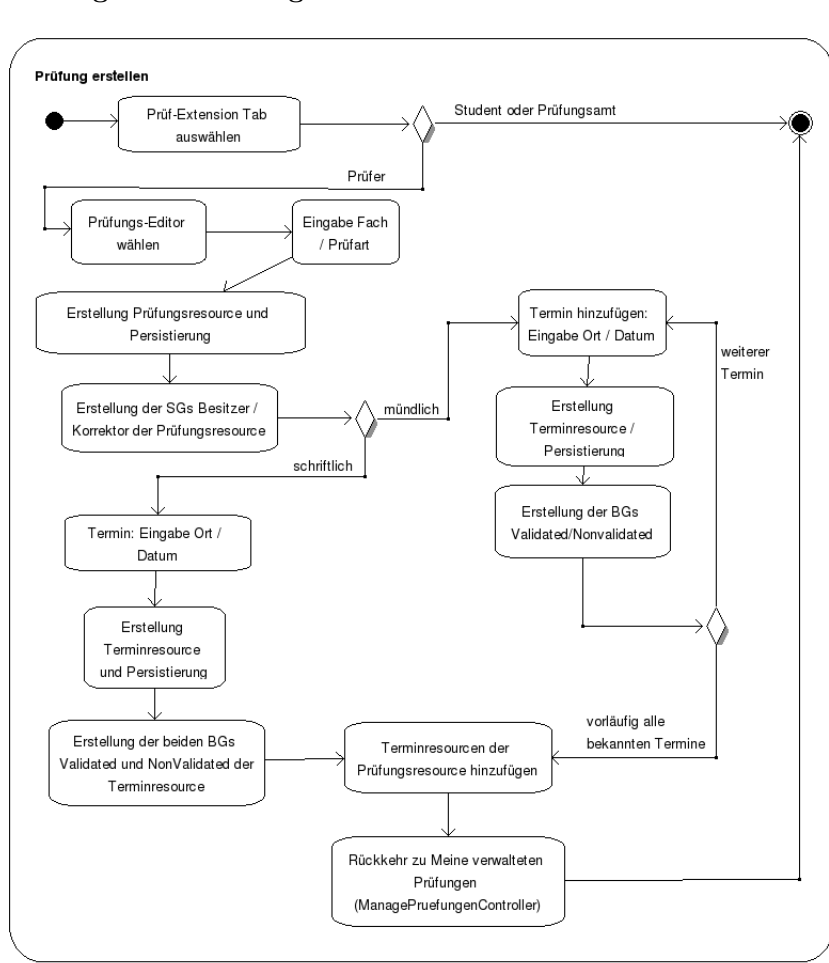 Prüfung erstellen
Prüf-Extension Tab
auswählen
Student oder Prüfungsamt
Prüfer
Prüfungs-Editor
wählen
Eingabe Fach
/ Prüfart
Erstellung Prüfungsresource und
Persistierung
Erstellung der SGs Besitzer /
Korrektor der Prüfungsresource
mündlich
schriftlich
Termin hinzufügen:
Eingabe Ort / Datum
weiterer
Termin
Erstellung
Terminresource /
Persistierung
Erstellung der BGs
Validated/Nonvalidated
Termin: Eingabe Ort /
Datum
Erstellung
Terminresource
und Persistierung
Erstellung der beiden BGs
Validated und NonValidated der
Terminresource
vorläufig alle
bekannten Termine
Terminresourcen der
Prüfungsresource hinzufügen
Rückkehr zu Meine verwalteten
Prüfungen
(ManagePruefungenController)